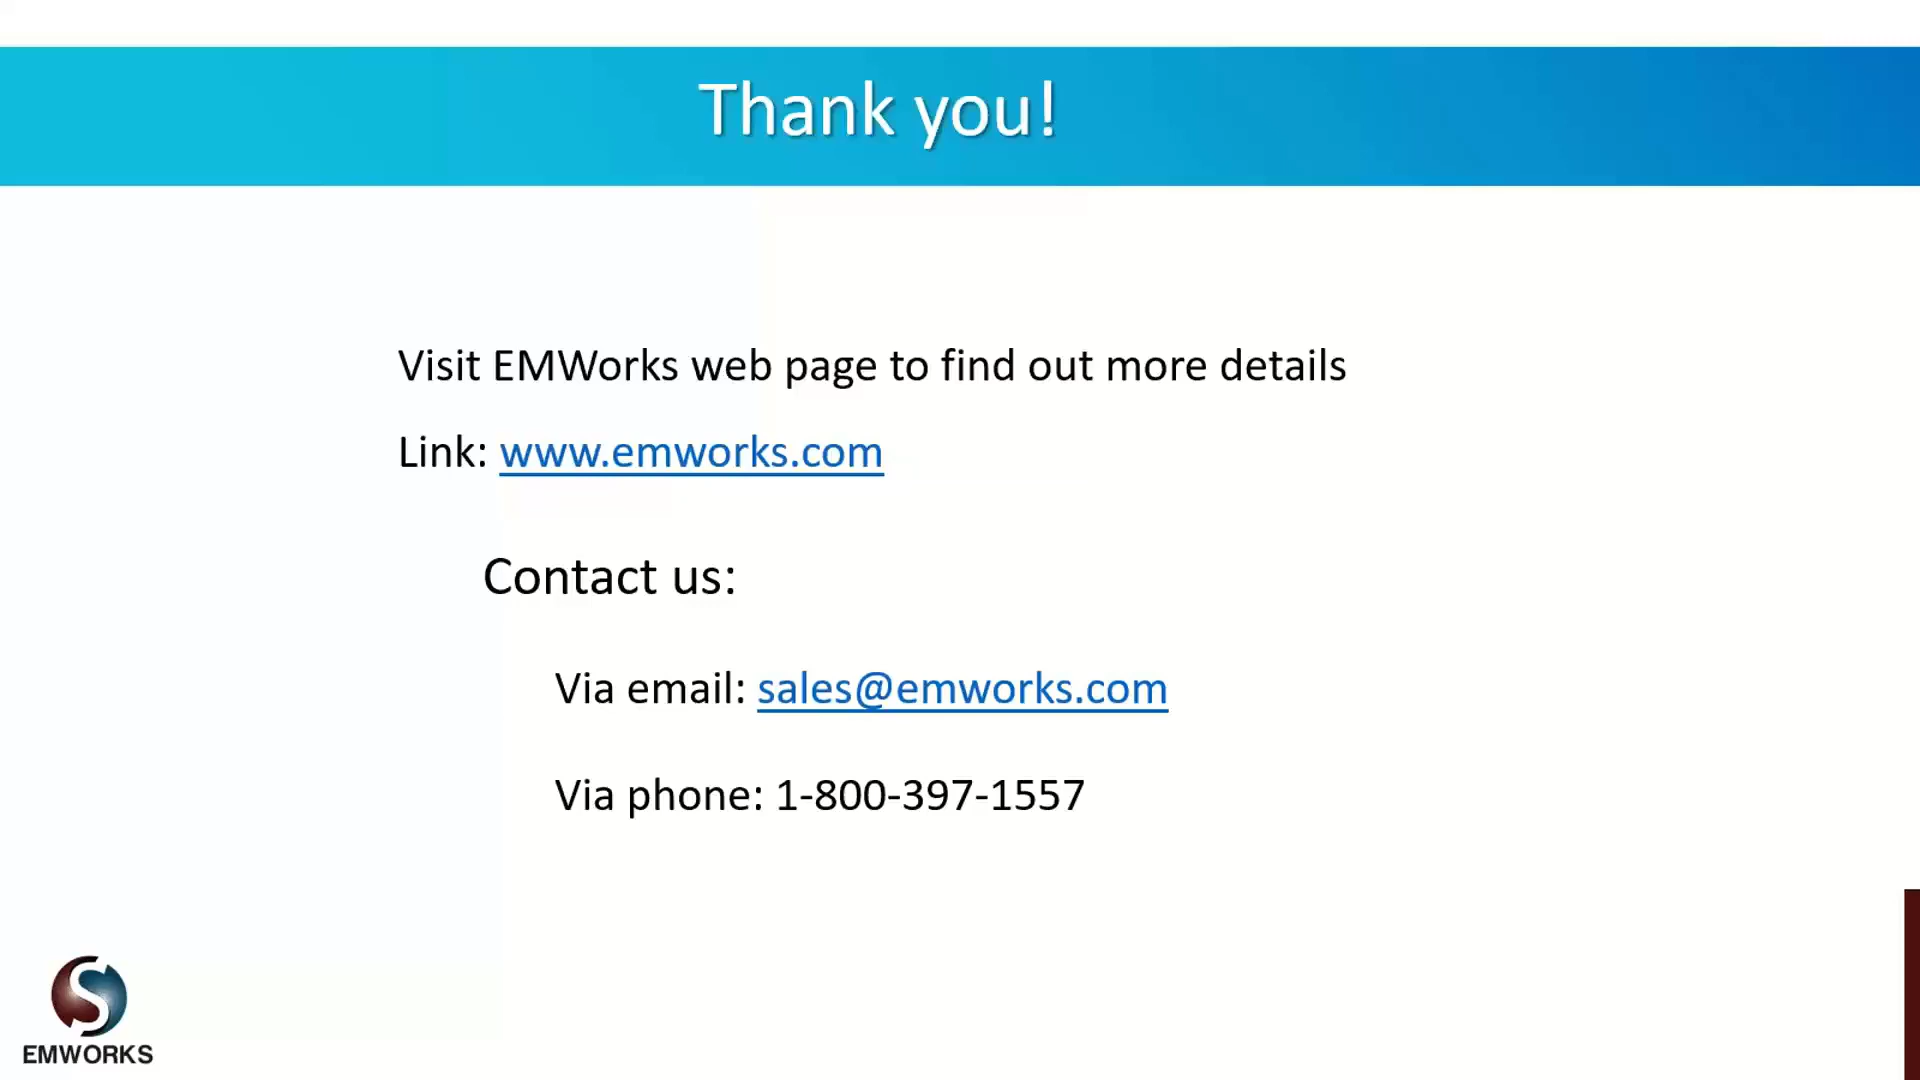 Thank you!
Visit EMWorks web page to find out more details
Link: www.emworks.com
Contact us:
Via email: sales@emworks.com
Via phone: 1-800-397-1557
S
EMWORKS